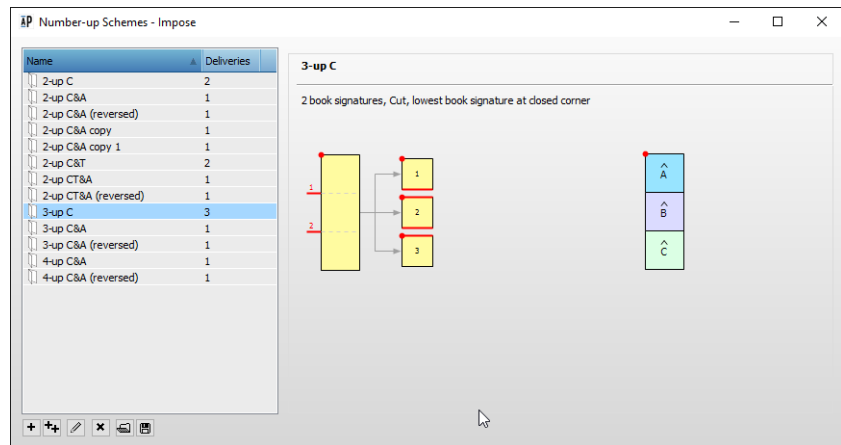 AP Number-up Schemes - Impose
Name Deliveries
2-up C 2
2-up C&A 1
2-up C&A (reversed) 1
2-up C&A copy 1
2-up C&A copy 1 1
2-up C&T 2
2-up CT&A 1
2-up CT&A (reversed) 1
3-up C 3
3-up C&A 1
3-up C&A (reversed) 1
4-up C&A 1
4-up C&A (reversed) 1
3-up C
2 book signatures, Cut, lowest book signature at closed corner
1
2
1
2
3
A
B
C